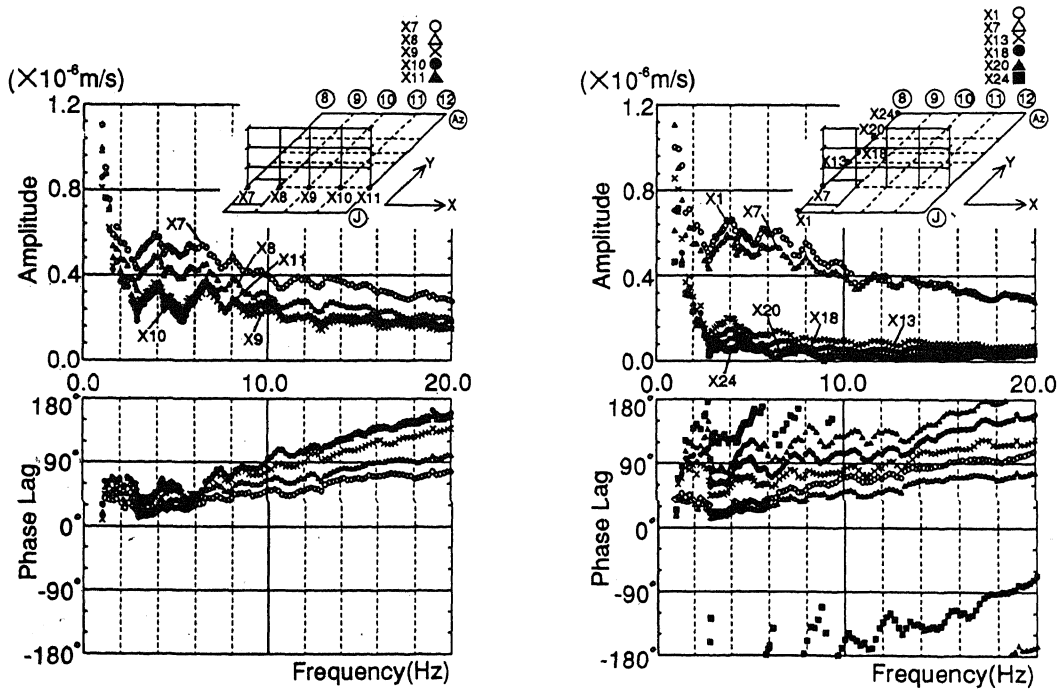 X7 ○
X8 △
X9 ×
X10 ●
X11 ▲
(×10⁻⁶m/s)
1.2
0.8
0.4
0.0
Amplitude
⑧ ⑨ ⑩ ⑪ ⑫
Az
Y
X
J
X7 X8 X9 X10 X11
X7
X8
X11
X10
X9
0.0 10.0 20.0
180°
90°
0°
-90°
-180°
Phase Lag
Frequency(Hz)
X1 ○
X7 △
X13 ×
X18 ●
X20 ▲
X24 ■
(×10⁻⁶m/s)
1.2
0.8
0.4
0.0
Amplitude
⑧ ⑨ ⑩ ⑪ ⑫
Az
X24
X20
X18
X13
X7
X1
Y
X
J
X1
X7
X20
X18
X13
X24
0.0 10.0 20.0
180°
90°
0°
-90°
-180°
Phase Lag
Frequency(Hz)